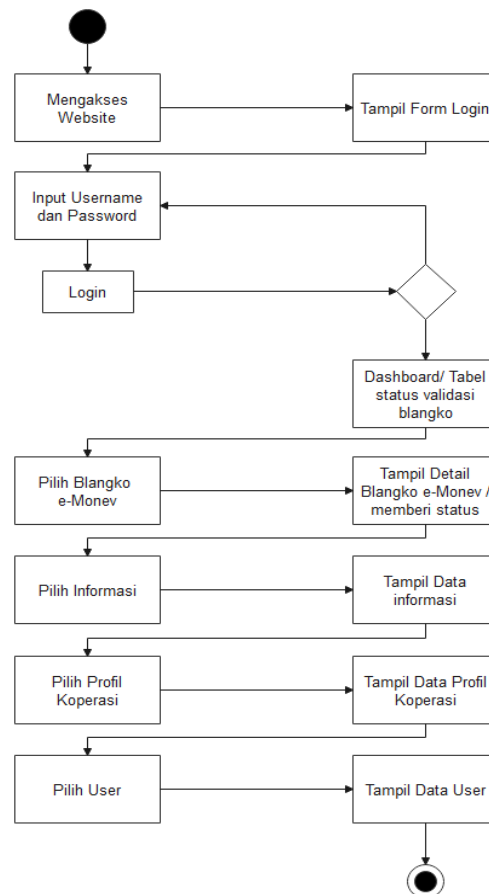 Mengakses
Website
Tampil Form Login
Input Username
dan Password
Login
Dashboard/ Tabel
status validasi
blangko
Pilih Blangko
e-Monev
Tampil Detail
Blangko e-Monev /
memberi status
Pilih Informasi
Tampil Data
informasi
Pilih Profil
Koperasi
Tampil Data Profil
Koperasi
Pilih User
Tampil Data User